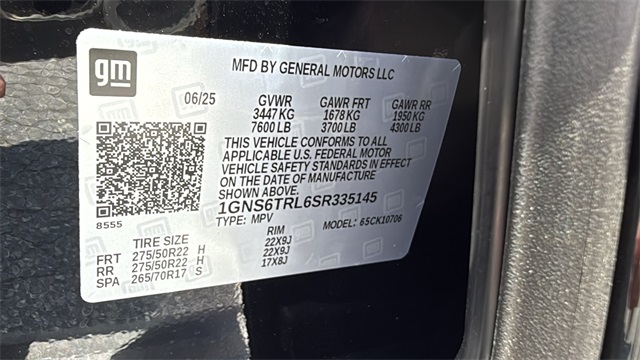 gm
MFD BY GENERAL MOTORS LLC
06/25 GVWR GAWR FRT GAWR RR
3447 KG 1678 KG 1950 KG
7600 LB 3700 LB 4300 LB
THIS VEHICLE CONFORMS TO ALL
APPLICABLE U.S. FEDERAL MOTOR
VEHICLE SAFETY STANDARDS IN EFFECT
ON THE DATE OF MANUFACTURE
SHOWN ABOVE.
1GNS6TRL6SR335145
8555 TYPE: MPV MODEL: 65CK10706
TIRE SIZE RIM
FRT 275/50R22 H 22X9J
RR 275/50R22 H 22X9J
SPA 265/70R17 S 17X8J